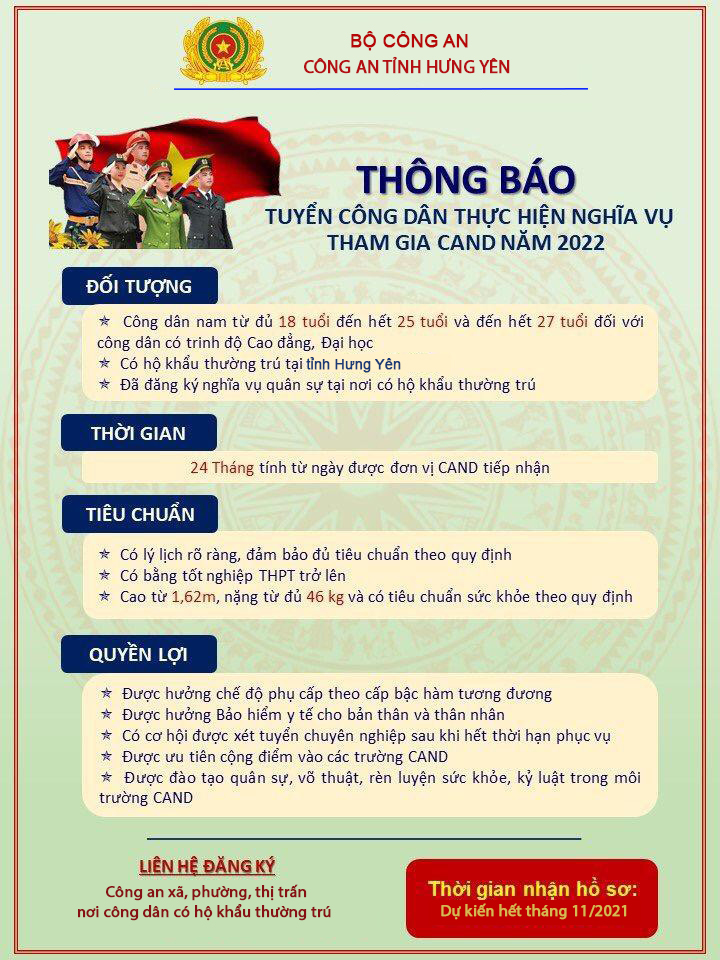 BỘ CÔNG AN
CÔNG AN TỈNH HƯNG YÊN
THÔNG BÁO
TUYỂN CÔNG DÂN THỰC HIỆN NGHĨA VỤ
THAM GIA CAND NĂM 2022
ĐỐI TƯỢNG
✯ Công dân nam từ đủ 18 tuổi đến hết 25 tuổi và đến hết 27 tuổi đối với
công dân có trinh độ Cao đẳng, Đại học
✯ Có hộ khẩu thường trú tại tỉnh Hưng Yên
✯ Đã đăng ký nghĩa vụ quân sự tại nơi có hộ khẩu thường trú
THỜI GIAN
24 Tháng tính từ ngày được đơn vị CAND tiếp nhận
TIÊU CHUẨN
✯ Có lý lịch rõ ràng, đảm bảo đủ tiêu chuẩn theo quy định
✯ Có bằng tốt nghiệp THPT trở lên
✯ Cao từ 1,62m, nặng từ đủ 46 kg và có tiêu chuẩn sức khỏe theo quy định
QUYỀN LỢI
✯ Được hưởng chế độ phụ cấp theo cấp bậc hàm tương đương
✯ Được hưởng Bảo hiểm y tế cho bản thân và thân nhân
✯ Có cơ hội được xét tuyển chuyên nghiệp sau khi hết thời hạn phục vụ
✯ Được ưu tiên cộng điểm vào các trường CAND
✯ Được đào tạo quân sự, võ thuật, rèn luyện sức khỏe, kỷ luật trong môi
trường CAND
LIÊN HỆ ĐĂNG KÝ
Công an xã, phường, thị trấn
nơi công dân có hộ khẩu thường trú
Thời gian nhận hồ sơ:
Dự kiến hết tháng 11/2021